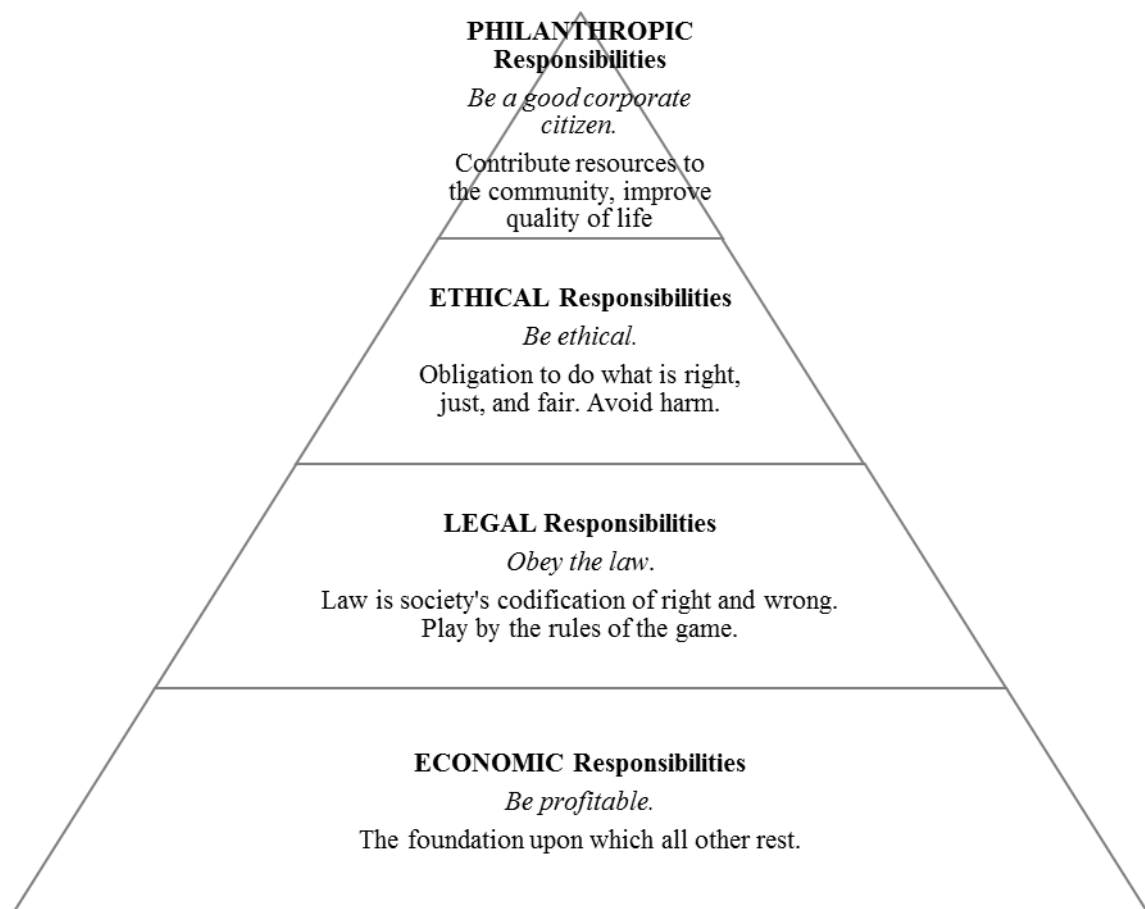 PHILANTHROPIC
Responsibilities
Be a good corporate
citizen.
Contribute resources to
the community, improve
quality of life
ETHICAL Responsibilities
Be ethical.
Obligation to do what is right,
just, and fair. Avoid harm.
LEGAL Responsibilities
Obey the law.
Law is society's codification of right and wrong.
Play by the rules of the game.
ECONOMIC Responsibilities
Be profitable.
The foundation upon which all other rest.